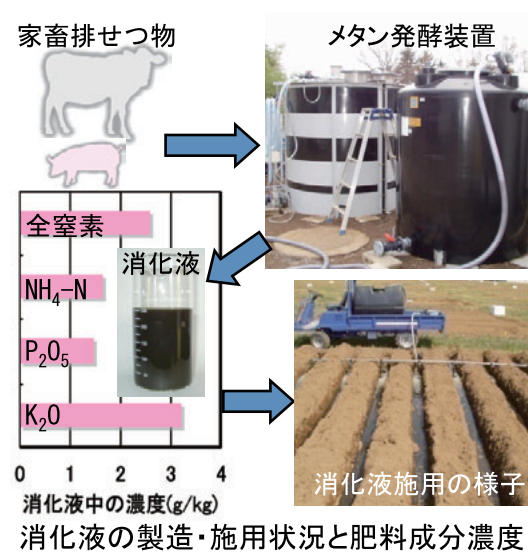 家畜排せつ物
メタン発酵装置
全窒素
消化液
NH4-N
P2O5
K2O
0 1 2 3 4
消化液中の濃度(g/kg)
消化液施用の様子
消化液の製造・施用状況と肥料成分濃度